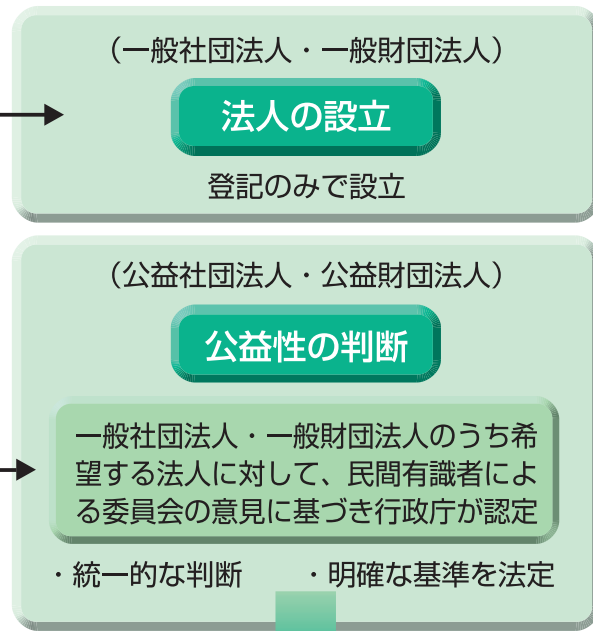 （一般社団法人・一般財団法人）
法人の設立
登記のみで設立
（公益社団法人・公益財団法人）
公益性の判断
一般社団法人・一般財団法人のうち希
望する法人に対して、民間有識者によ
る委員会の意見に基づき行政庁が認定
・統一的な判断　・明確な基準を法定